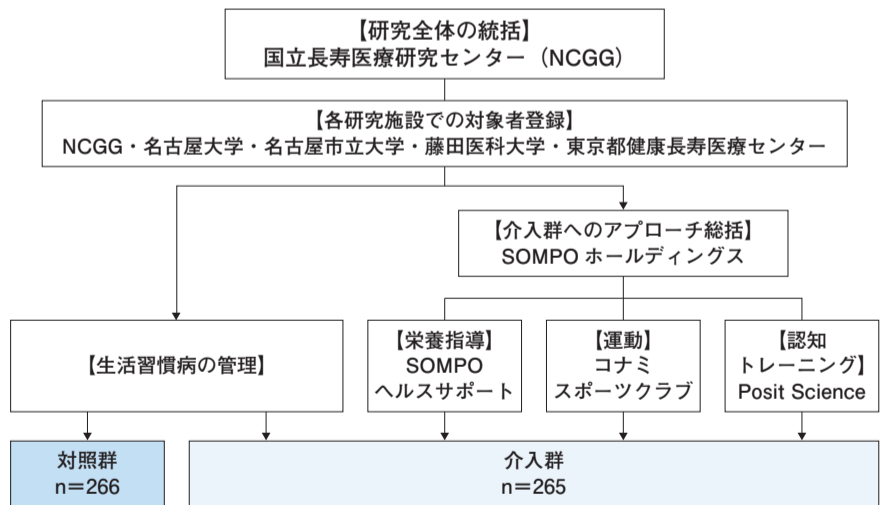 【研究全体の統括】
国立長寿医療研究センター（NCGG）
【各研究施設での対象者登録】
NCGG・名古屋大学・名古屋市立大学・藤田医科大学・東京都健康長寿医療センター
【介入群へのアプローチ総括】
SOMPO ホールディングス
【生活習慣病の管理】
【栄養指導】
SOMPO
ヘルスサポート
【運動】
コナミ
スポーツクラブ
【認知
トレーニング】
Posit Science
対照群
n＝266
介入群
n＝265